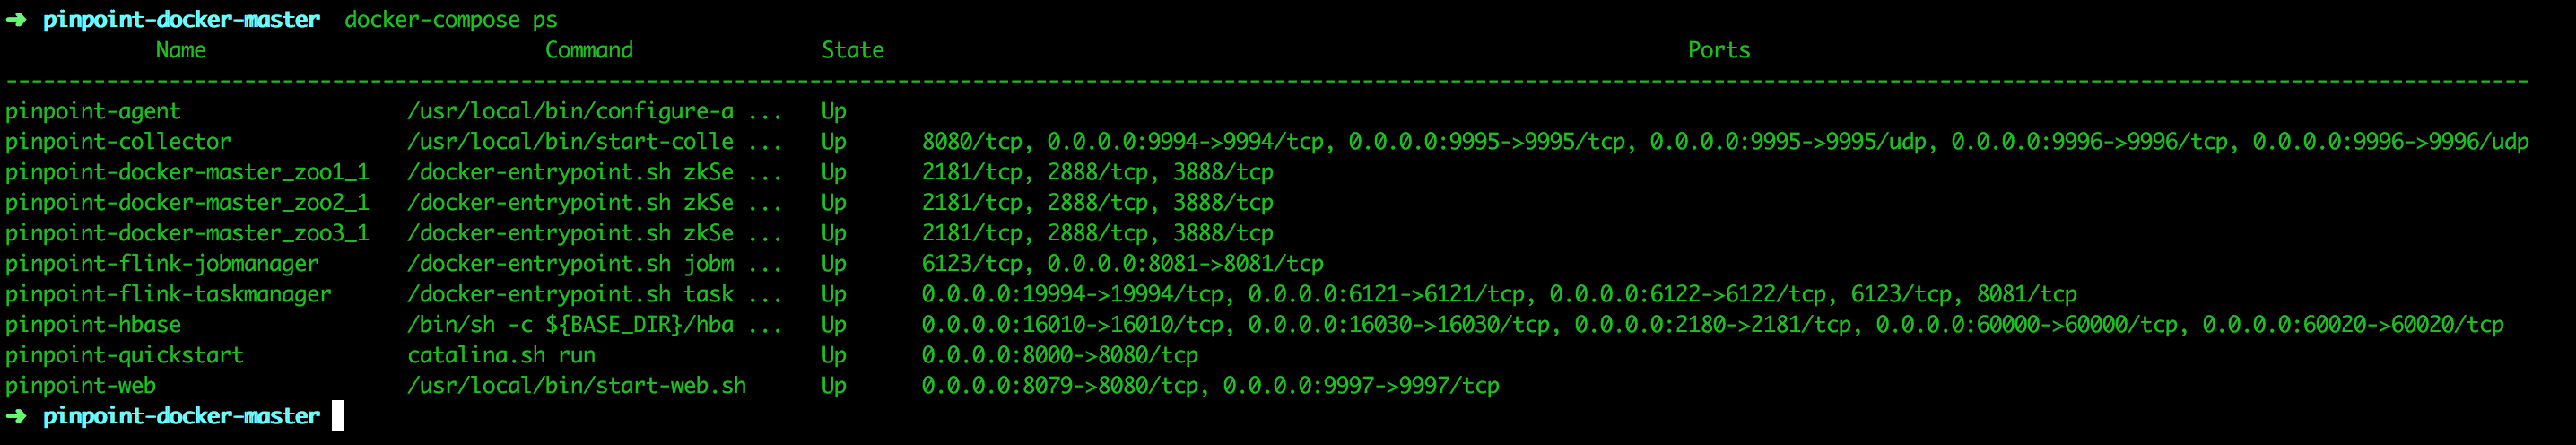 ➜ pinpoint-docker-master docker-compose ps
Name Command State Ports
-----------------------------------------------------------------------------------------------------------------------------------------------------------------------------------------------------------
pinpoint-agent /usr/local/bin/configure-a ... Up
pinpoint-collector /usr/local/bin/start-colle ... Up 8080/tcp, 0.0.0.0:9994->9994/tcp, 0.0.0.0:9995->9995/tcp, 0.0.0.0:9995->9995/udp, 0.0.0.0:9996->9996/tcp, 0.0.0.0:9996->9996/udp
pinpoint-docker-master_zoo1_1 /docker-entrypoint.sh zkSe ... Up 2181/tcp, 2888/tcp, 3888/tcp
pinpoint-docker-master_zoo2_1 /docker-entrypoint.sh zkSe ... Up 2181/tcp, 2888/tcp, 3888/tcp
pinpoint-docker-master_zoo3_1 /docker-entrypoint.sh zkSe ... Up 2181/tcp, 2888/tcp, 3888/tcp
pinpoint-flink-jobmanager /docker-entrypoint.sh jobm ... Up 6123/tcp, 0.0.0.0:8081->8081/tcp
pinpoint-flink-taskmanager /docker-entrypoint.sh task ... Up 0.0.0.0:19994->19994/tcp, 0.0.0.0:6121->6121/tcp, 0.0.0.0:6122->6122/tcp, 6123/tcp, 8081/tcp
pinpoint-hbase /bin/sh -c ${BASE_DIR}/hba ... Up 0.0.0.0:16010->16010/tcp, 0.0.0.0:16030->16030/tcp, 0.0.0.0:2180->2181/tcp, 0.0.0.0:60000->60000/tcp, 0.0.0.0:60020->60020/tcp
pinpoint-quickstart catalina.sh run Up 0.0.0.0:8000->8080/tcp
pinpoint-web /usr/local/bin/start-web.sh Up 0.0.0.0:8079->8080/tcp, 0.0.0.0:9997->9997/tcp
➜ pinpoint-docker-master